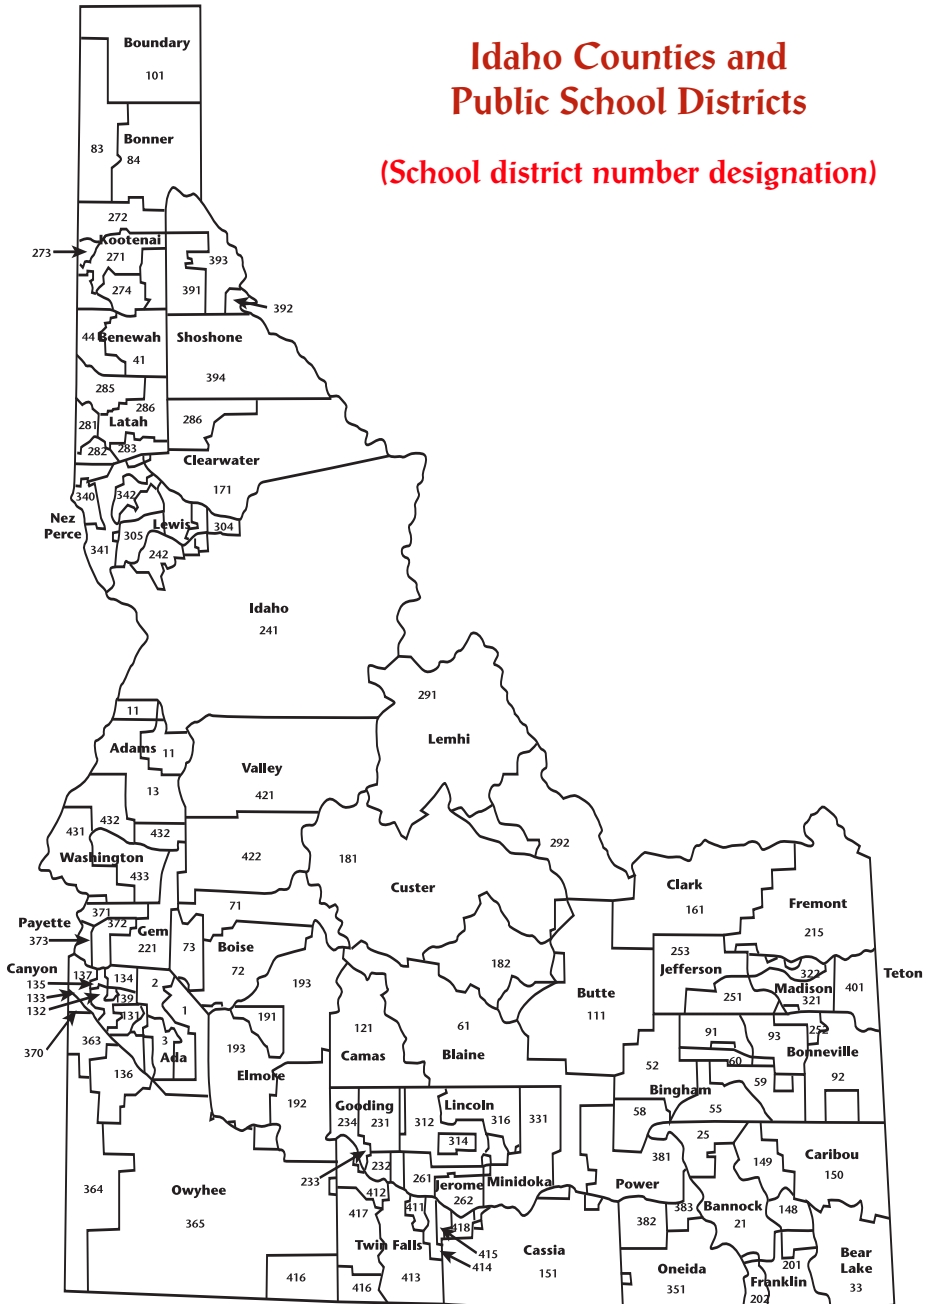 Idaho Counties and
Public School Districts
(School district number designation)
Boundary
101
Bonner
83
84
272
Kootenai
273
271
393
274
391
392
44
Benewah
Shoshone
41
394
285
286
281
Latah
286
282
283
Clearwater
171
340
342
Nez
Perce
Lewis
304
305
341
242
Idaho
241
291
11
Lemhi
Adams
11
Valley
13
421
432
431
432
292
Washington
422
181
433
Custer
Clark
161
Fremont
371
71
Payette
372
Gem
373
221
73
Boise
215
253
Canyon
137
134
72
193
182
Jefferson
322
Teton
135
2
Madison
401
133
139
Butte
251
321
132
131
1
191
111
370
363
3
193
121
61
91
93
252
Ada
Camas
Blaine
60
Bonneville
136
Elmore
52
59
92
192
Bingham
Gooding
Lincoln
58
55
234
231
312
316
331
314
25
233
232
381
149
Caribou
150
364
Owyhee
261
Jerome
Minidoka
Power
412
262
411
383
Bannock
148
365
417
418
382
21
Twin Falls
415
Cassia
414
151
201
Bear
Lake
416
416
413
Oneida
351
Franklin
202
33